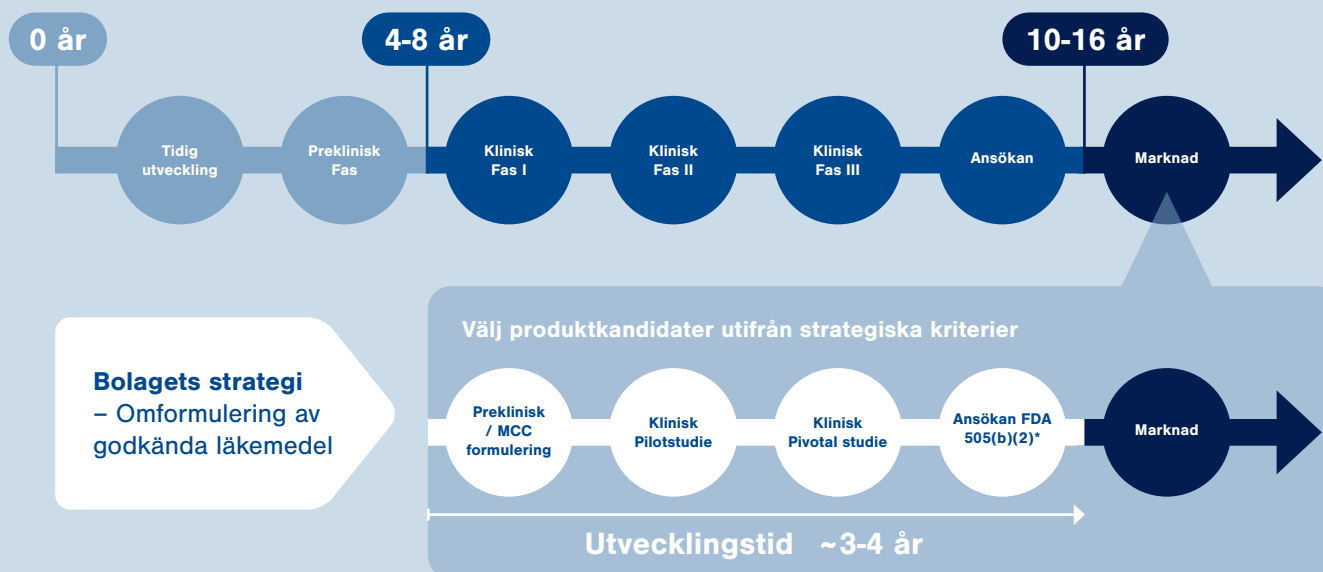 0 år
4-8 år
10-16 år
Tidig
utveckling
Preklinisk
Fas
Klinisk
Fas I
Klinisk
Fas II
Klinisk
Fas III
Ansökan
Marknad
Välj produktkandidater utifrån strategiska kriterier
Bolagets strategi
– Omformulering av
godkända läkemedel
Preklinisk
/ MCC
formulering
Klinisk
Pilotstudie
Klinisk
Pivotal studie
Ansökan FDA
505(b)(2)*
Marknad
Utvecklingstid ~3-4 år